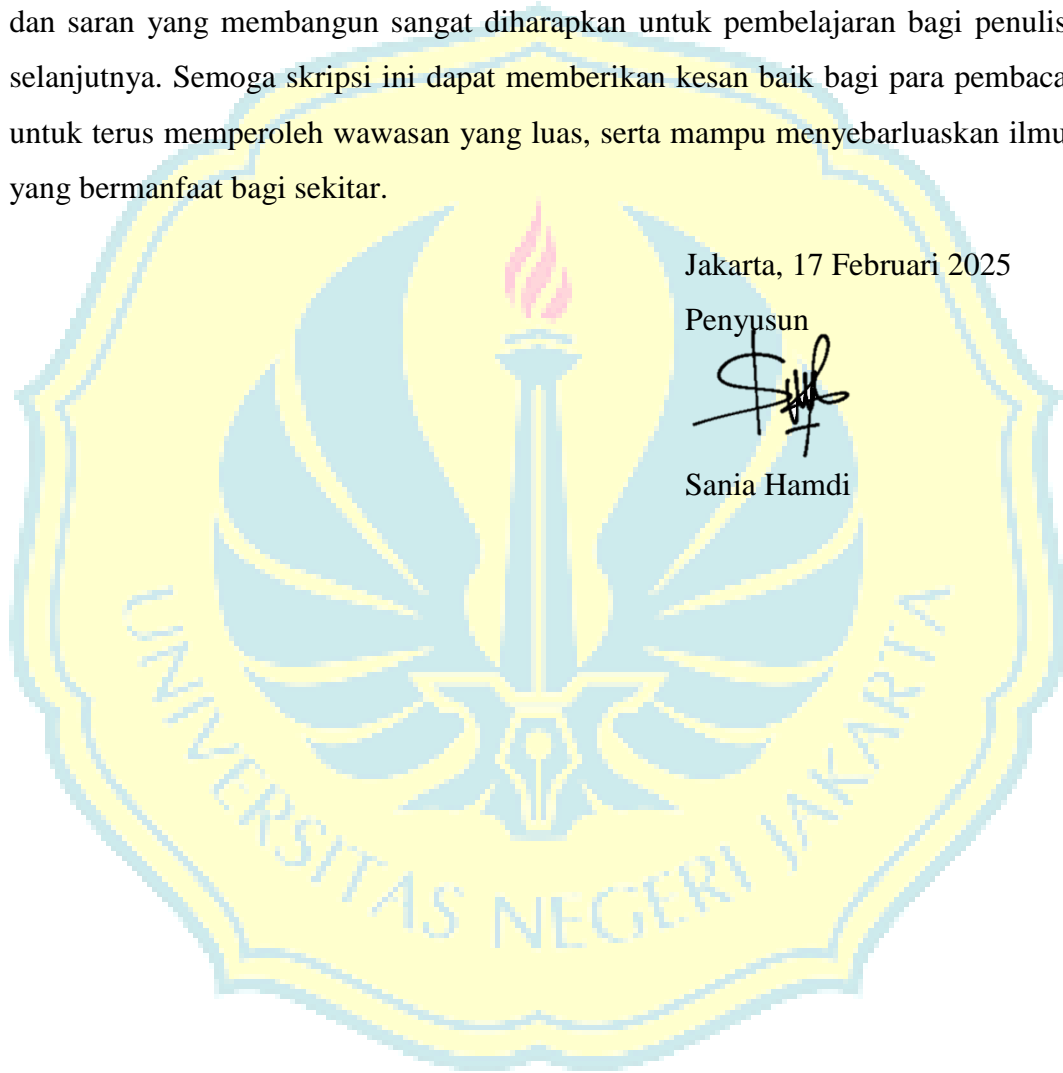 dan saran yang membangun sangat diharapkan untuk pembelajaran bagi penulis
selanjutnya. Semoga skripsi ini dapat memberikan kesan baik bagi para pembaca
untuk terus memperoleh wawasan yang luas, serta mampu menyebarluaskan ilmu
yang bermanfaat bagi sekitar.
Jakarta, 17 Februari 2025
Penyusun
Sania Hamdi
UNIVERSITAS NEGERI JAKARTA